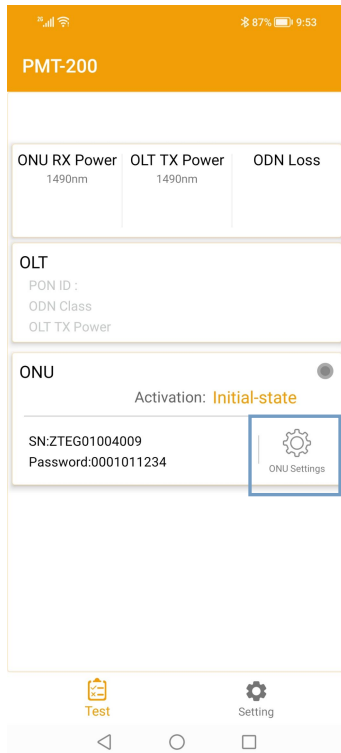 2G 87% 9:53
PMT-200
ONU RX Power OLT TX Power ODN Loss
1490nm 1490nm
OLT
PON ID :
ODN Class
OLT TX Power
ONU
Activation: Initial-state
SN:ZTEG01004009
Password:0001011234
ONU Settings
Test Setting